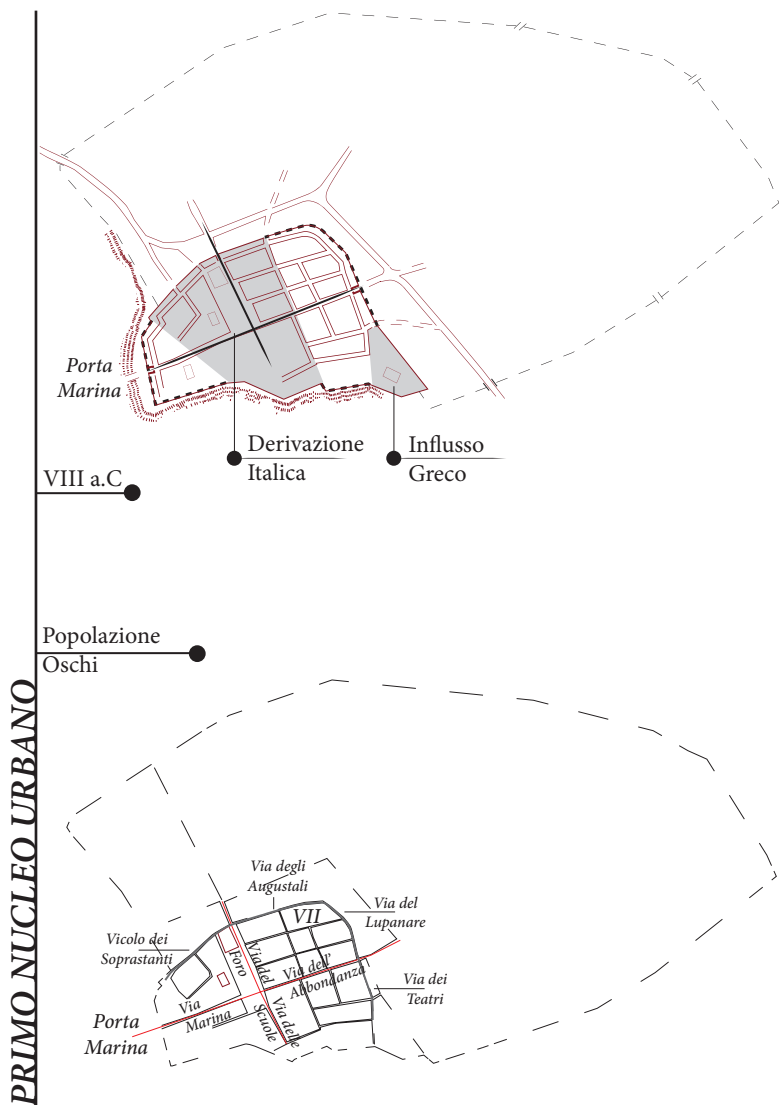 Porta
Marina
Derivazione
Italica
Influsso
Greco
VIII a.C
Popolazione
Oschi
PRIMO NUCLEO URBANO
Via degli
Augustali
Via del
Lupanare
VII
Vicolo dei
Soprastanti
Via del
Foro
Via dell'
Abbondanza
Via dei
Teatri
Via
Marina
Via delle
Scuole
Porta
Marina